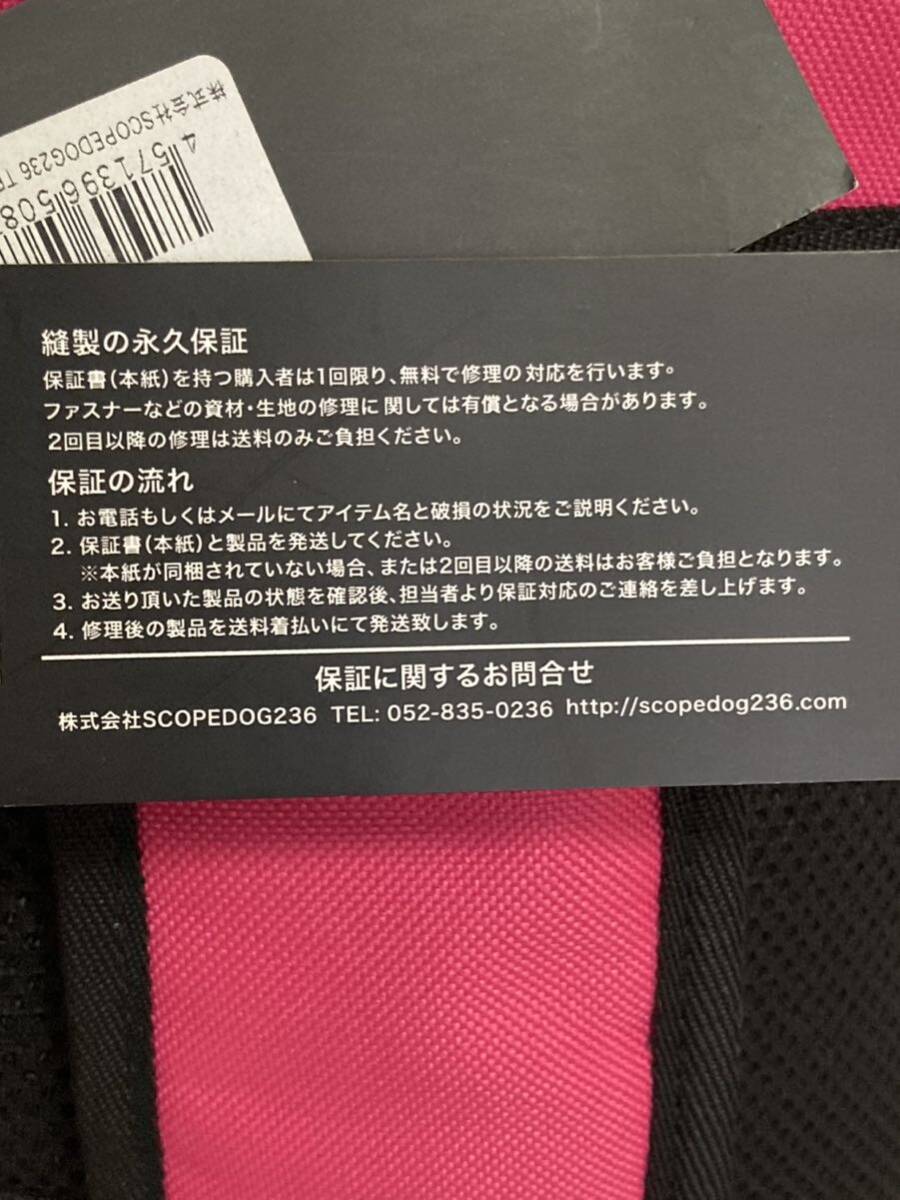 株式会社SCOPEDOG236
4571396508
縫製の永久保証
保証書(本紙)を持つ購入者は1回限り、無料で修理の対応を行います。
ファスナーなどの資材・生地の修理に関しては有償となる場合があります。
2回目以降の修理は送料のみご負担ください。
保証の流れ
1. お電話もしくはメールにてアイテム名と破損の状況をご説明ください。
2. 保証書(本紙)と製品を発送してください。
※本紙が同梱されていない場合、または2回目以降の送料はお客様ご負担となります。
3. お送り頂いた製品の状態を確認後、担当者より保証対応のご連絡を差し上げます。
4. 修理後の製品を送料着払いにて発送致します。
保証に関するお問合せ
株式会社SCOPEDOG236 TEL: 052-835-0236 http://scopedog236.com